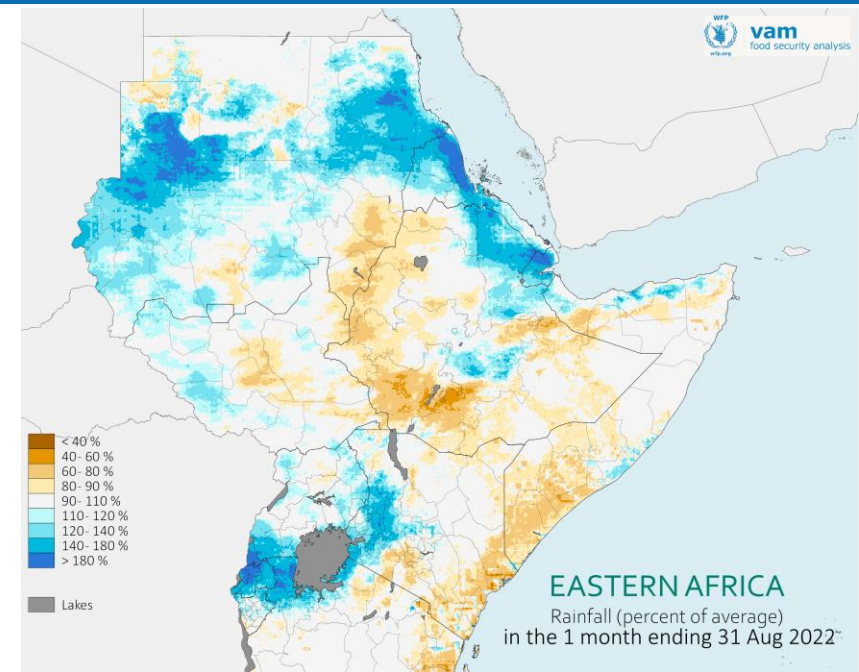 WFP
wfp.org
vam
food security analysis
< 40 %
40- 60 %
60- 80 %
80- 90 %
90- 110 %
110- 120 %
120- 140 %
140- 180 %
> 180 %
Lakes
EASTERN AFRICA
Rainfall (percent of average)
in the 1 month ending 31 Aug 2022